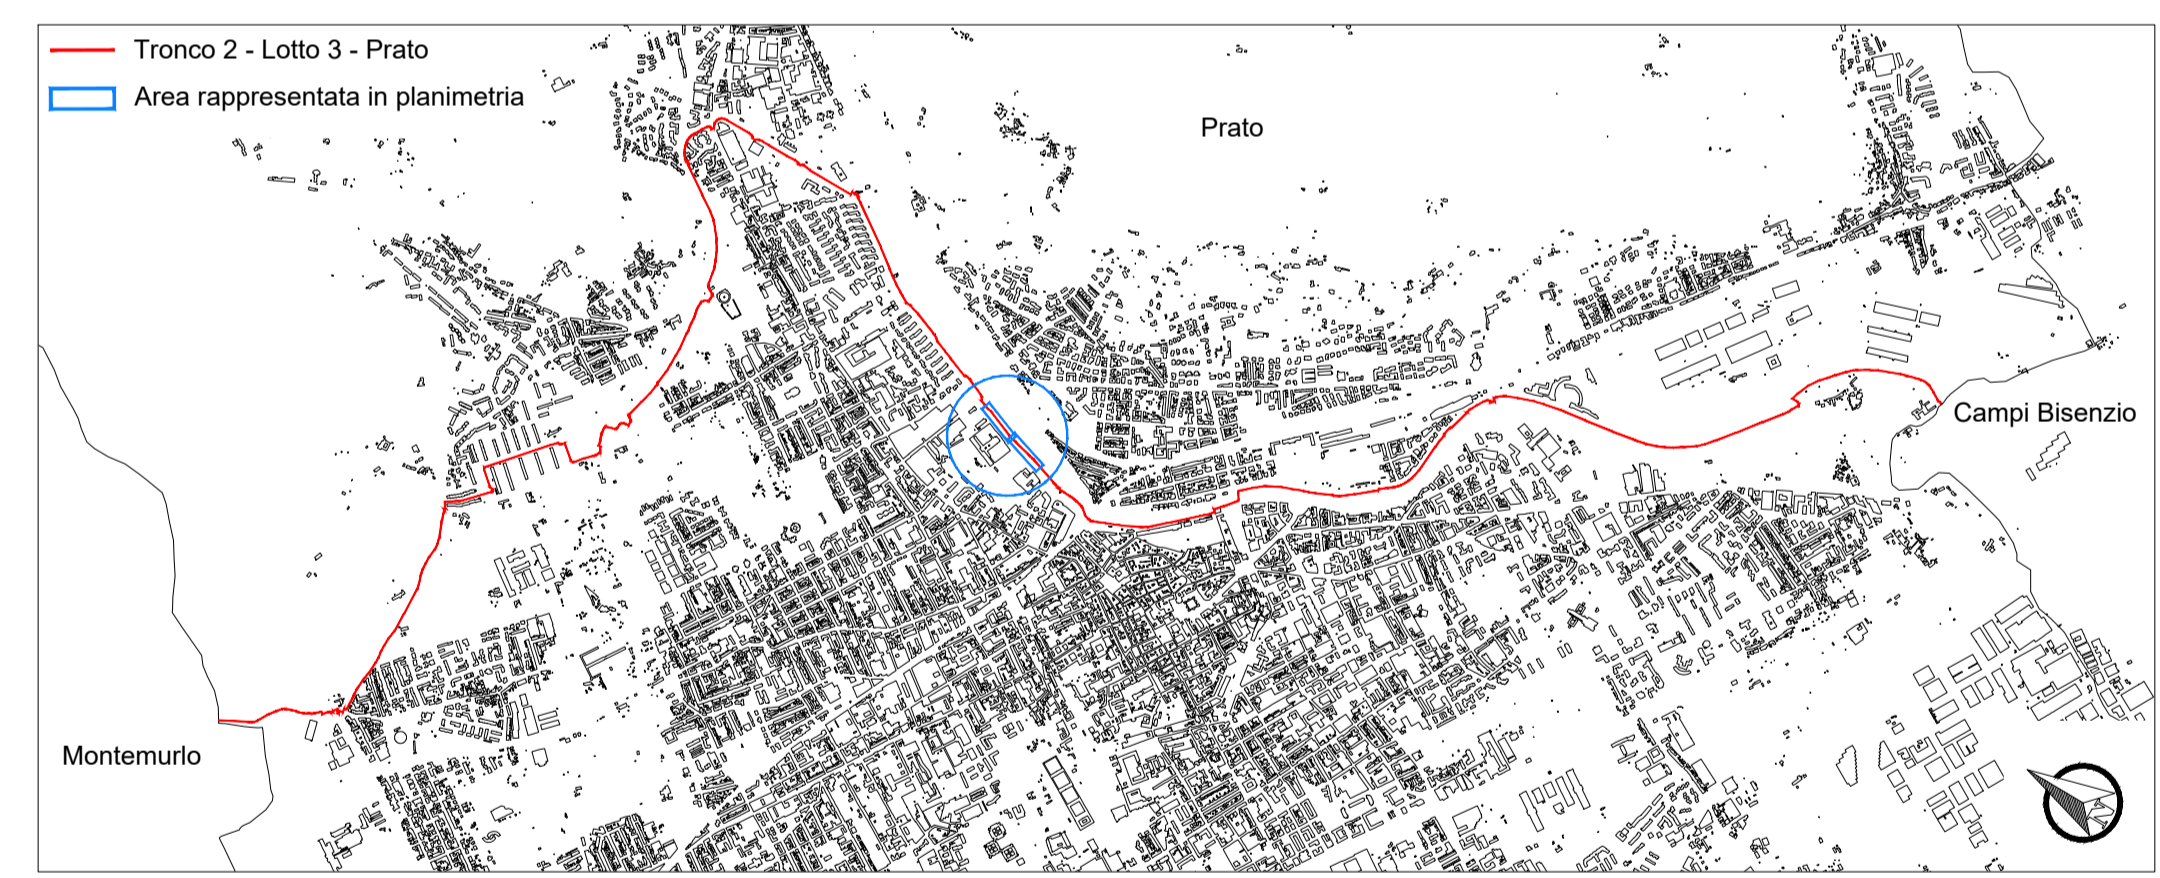 Tronco 2 - Lotto 3 - Prato
Area rappresentata in planimetria
Prato
Campi Bisenzio
Montemurlo